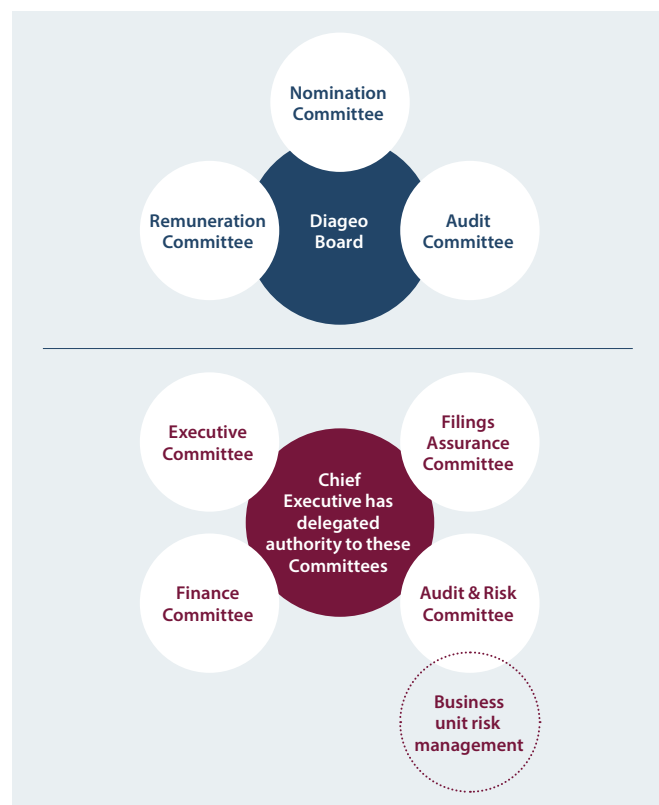 Nomination
Committee
Remuneration
Committee
Diageo
Board
Audit
Committee
Executive
Committee
Filings
Assurance
Committee
Chief
Executive has
delegated
authority to these
Committees
Finance
Committee
Audit & Risk
Committee
Business
unit risk
management